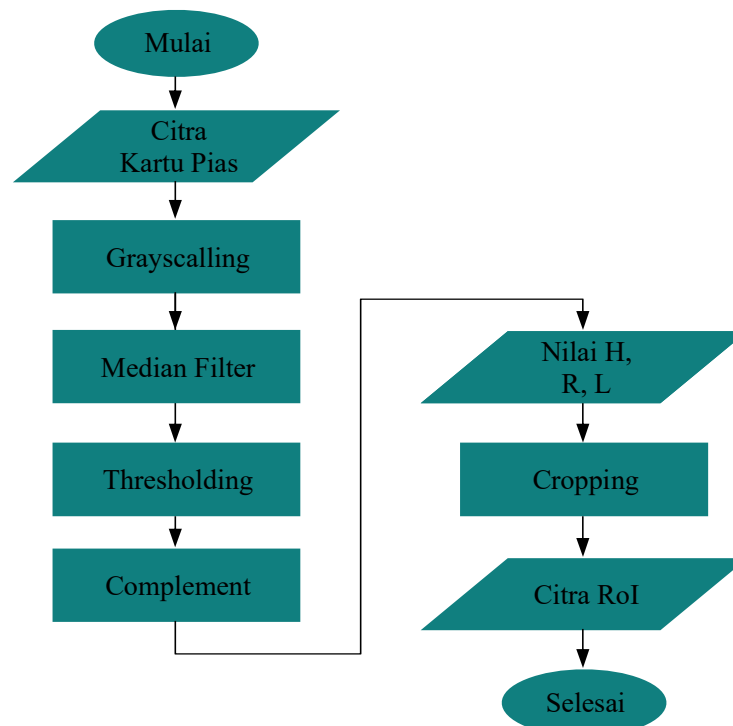 Mulai
Citra
Kartu Pias
Grayscalling
Median Filter
Thresholding
Complement
Nilai H,
R, L
Cropping
Citra RoI
Selesai